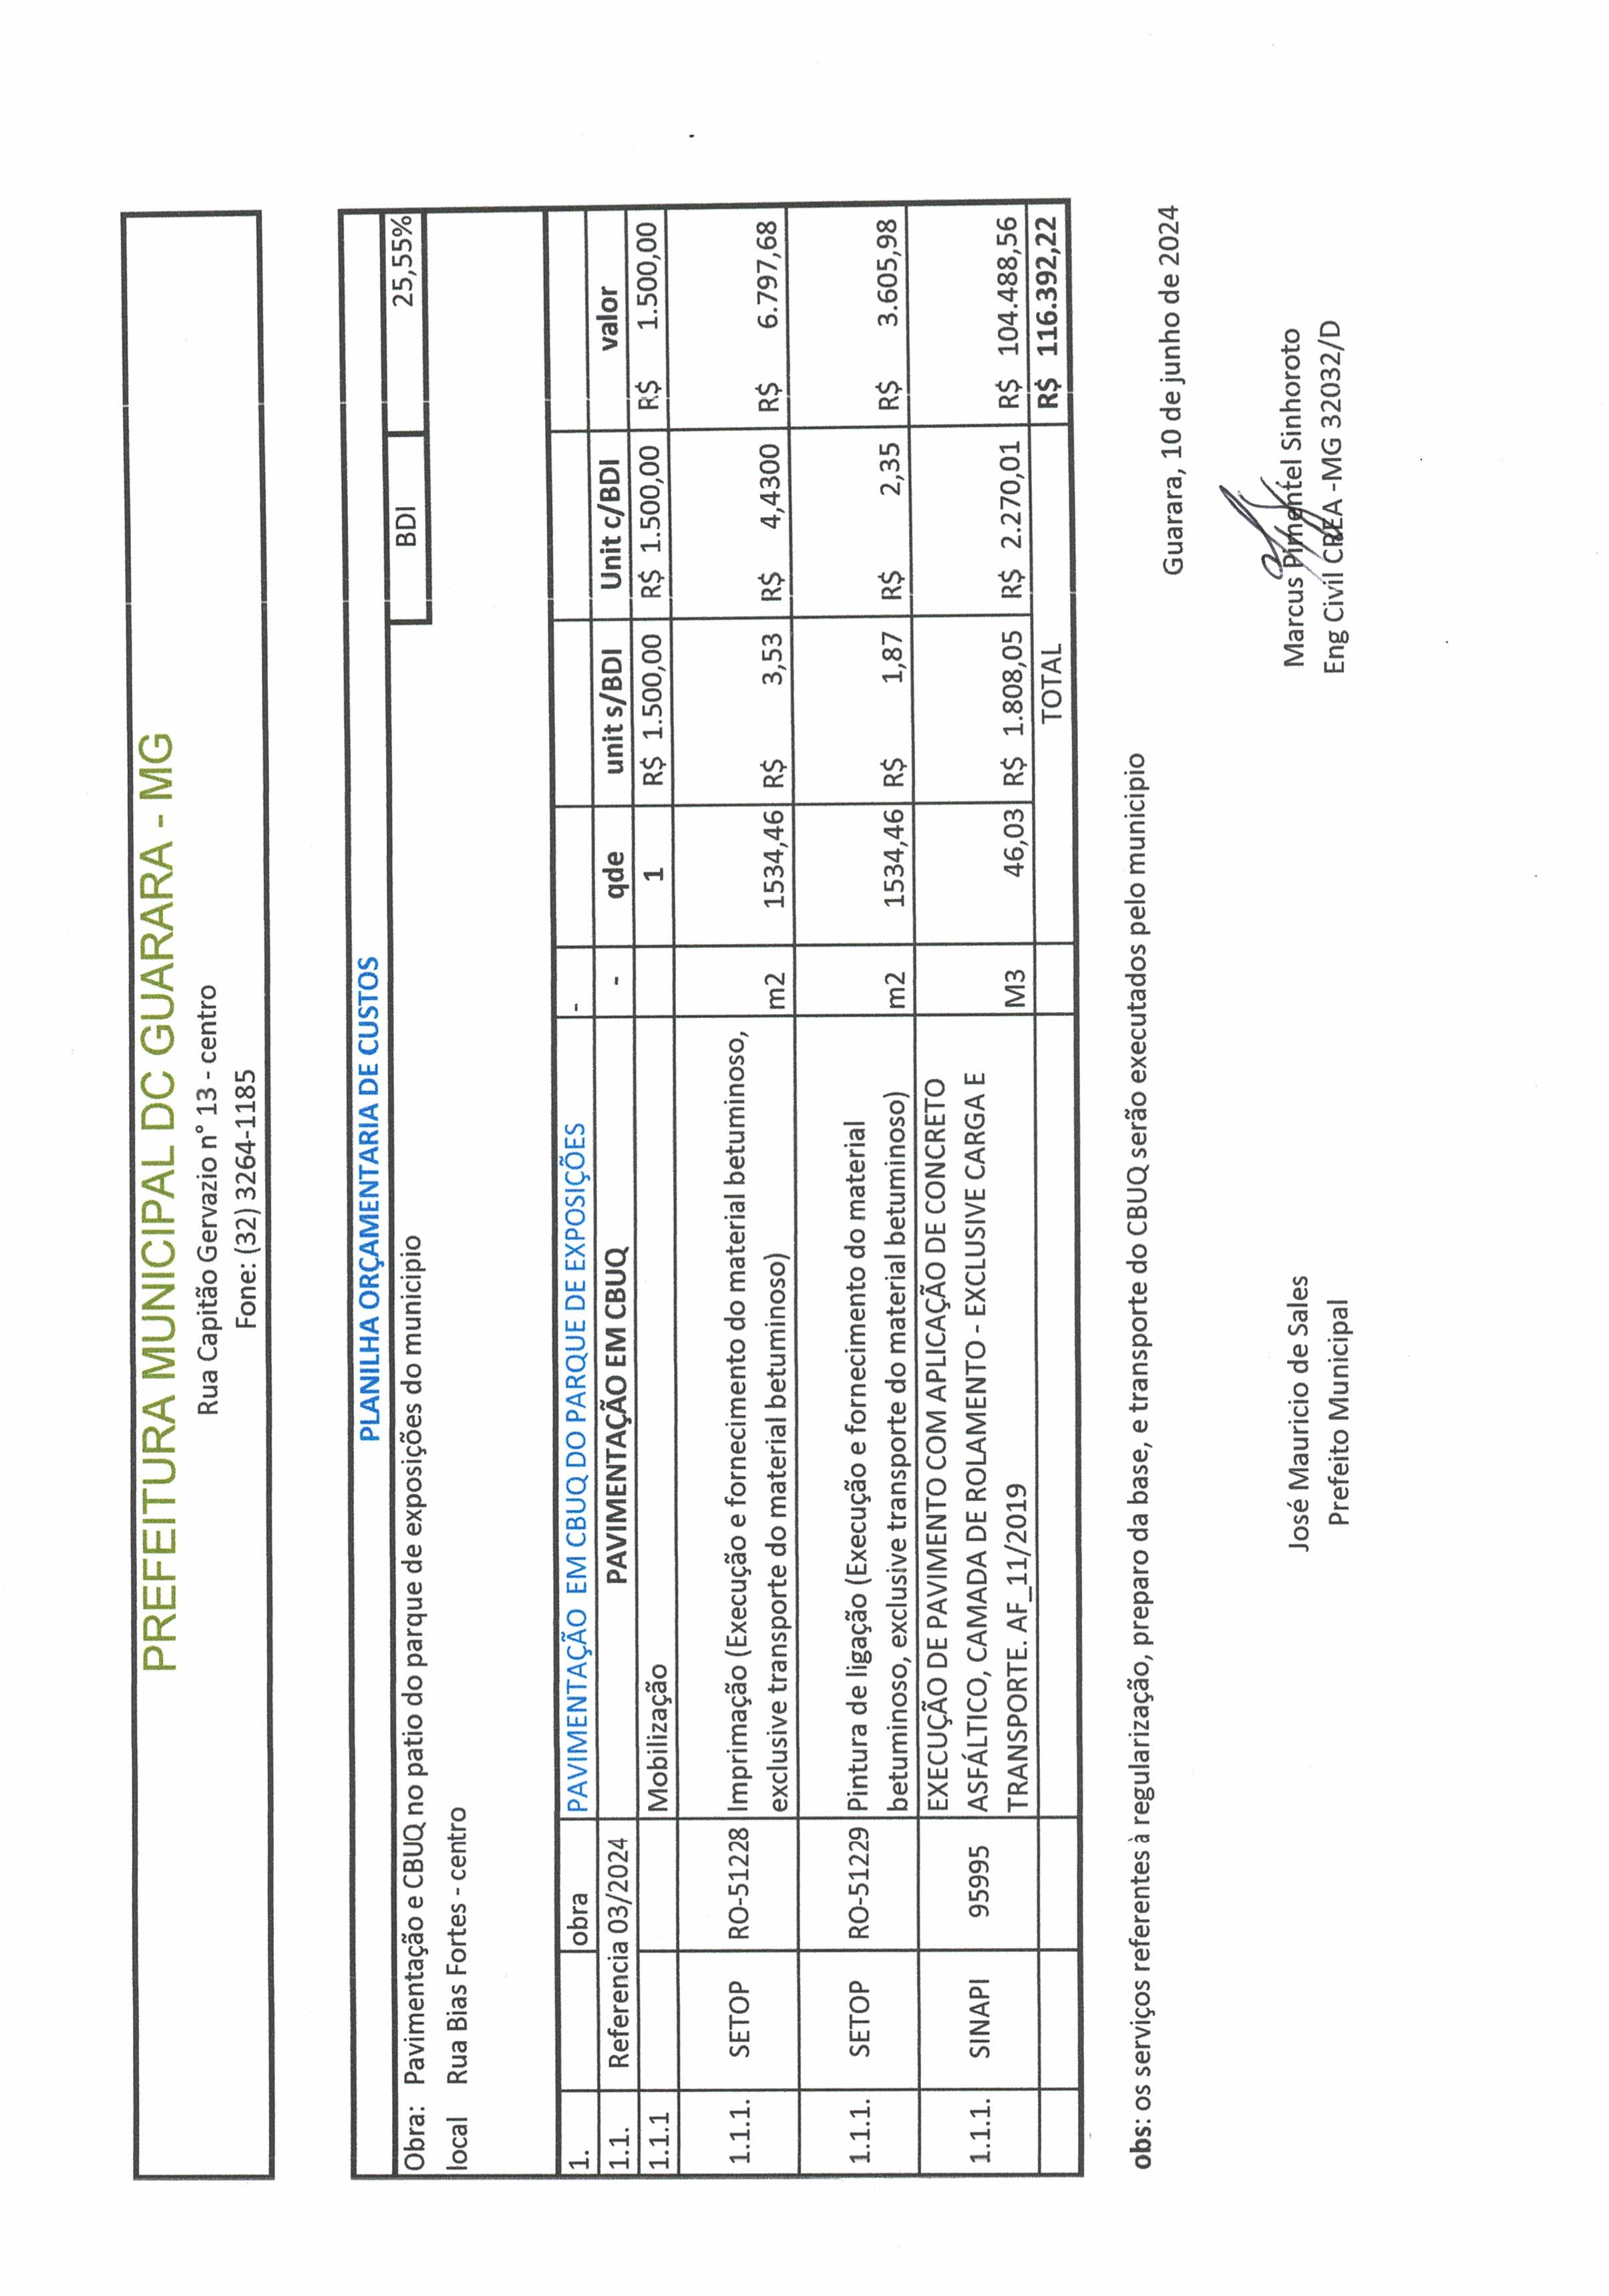 PREFEITURA MUNICIPAL DC GUARARA - MG
Rua Capitão Gervazio n° 13 - centro
Fone: (32) 3264-1185
PLANILHA ORÇAMENTARIA DE CUSTOS
Obra: Pavimentação e CBUQ no patio do parque de exposições do municipio BDI 25,55%
local Rua Bias Fortes - centro
1. obra PAVIMENTAÇÃO EM CBUQ DO PARQUE DE EXPOSIÇÕES -
1.1. Referencia 03/2024 PAVIMENTAÇÃO EM CBUQ - qde unit s/BDI Unit c/BDI valor
1.1.1 Mobilização 1 R$ 1.500,00 R$ 1.500,00 R$ 1.500,00
Imprimação (Execução e fornecimento do material betuminoso,
1.1.1. SETOP RO-51228 exclusive transporte do material betuminoso) m2 1534,46 R$ 3,53 R$ 4,4300 R$ 6.797,68
Pintura de ligação (Execução e fornecimento do material
1.1.1. SETOP RO-51229 betuminoso, exclusive transporte do material betuminoso) m2 1534,46 R$ 1,87 R$ 2,35 R$ 3.605,98
EXECUÇÃO DE PAVIMENTO COM APLICAÇÃO DE CONCRETO
1.1.1. SINAPI 95995 ASFÁLTICO, CAMADA DE ROLAMENTO - EXCLUSIVE CARGA E
TRANSPORTE. AF_11/2019 M3 46,03 R$ 1.808,05 R$ 2.270,01 R$ 104.488,56
TOTAL R$ 116.392,22
obs: os serviços referentes à regularização, preparo da base, e transporte do CBUQ serão executados pelo municipio
Guarara, 10 de junho de 2024
José Mauricio de Sales
Prefeito Municipal
Marcus Pimentel Sinhoroto
Eng Civil CREA -MG 32032/D